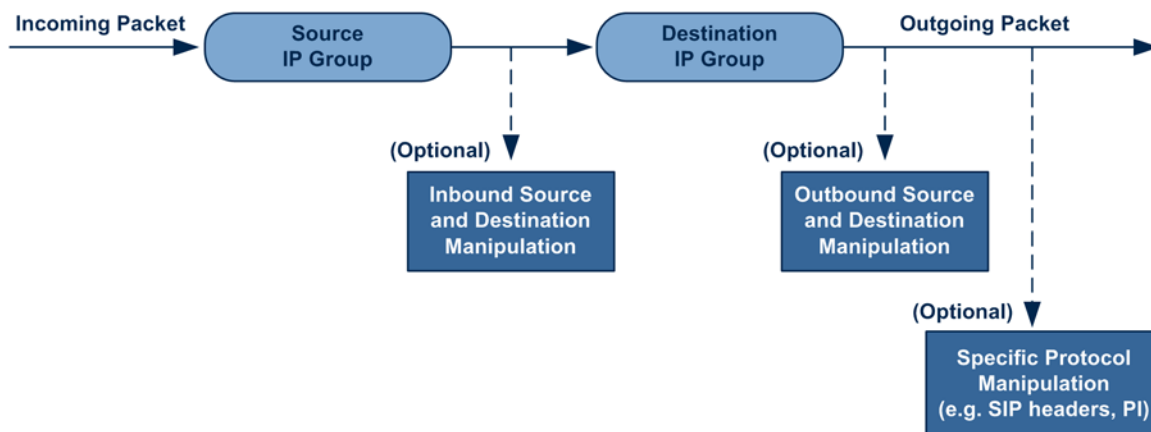 Incoming Packet
Source
IP Group
Destination
IP Group
Outgoing Packet
(Optional)
Inbound Source
and Destination
Manipulation
(Optional)
Outbound Source
and Destination
Manipulation
(Optional)
Specific Protocol
Manipulation
(e.g. SIP headers, PI)